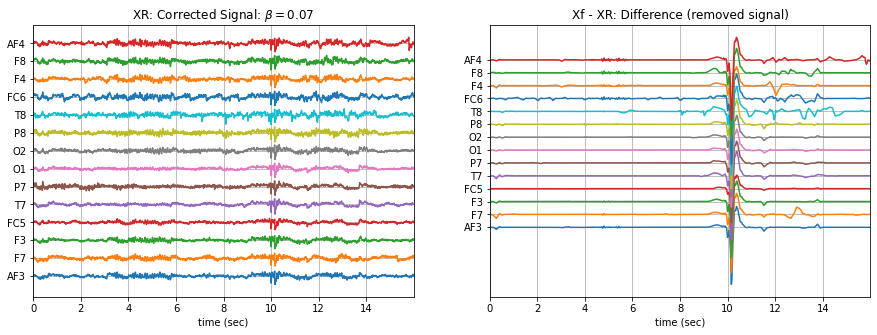 XR: Corrected Signal: β = 0.07
AF4
F8
F4
FC6
T8
P8
O2
O1
P7
T7
FC5
F3
F7
AF3
0 2 4 6 8 10 12 14
time (sec)
Xf - XR: Difference (removed signal)
AF4
F8
F4
FC6
T8
P8
O2
O1
P7
T7
FC5
F3
F7
AF3
0 2 4 6 8 10 12 14
time (sec)